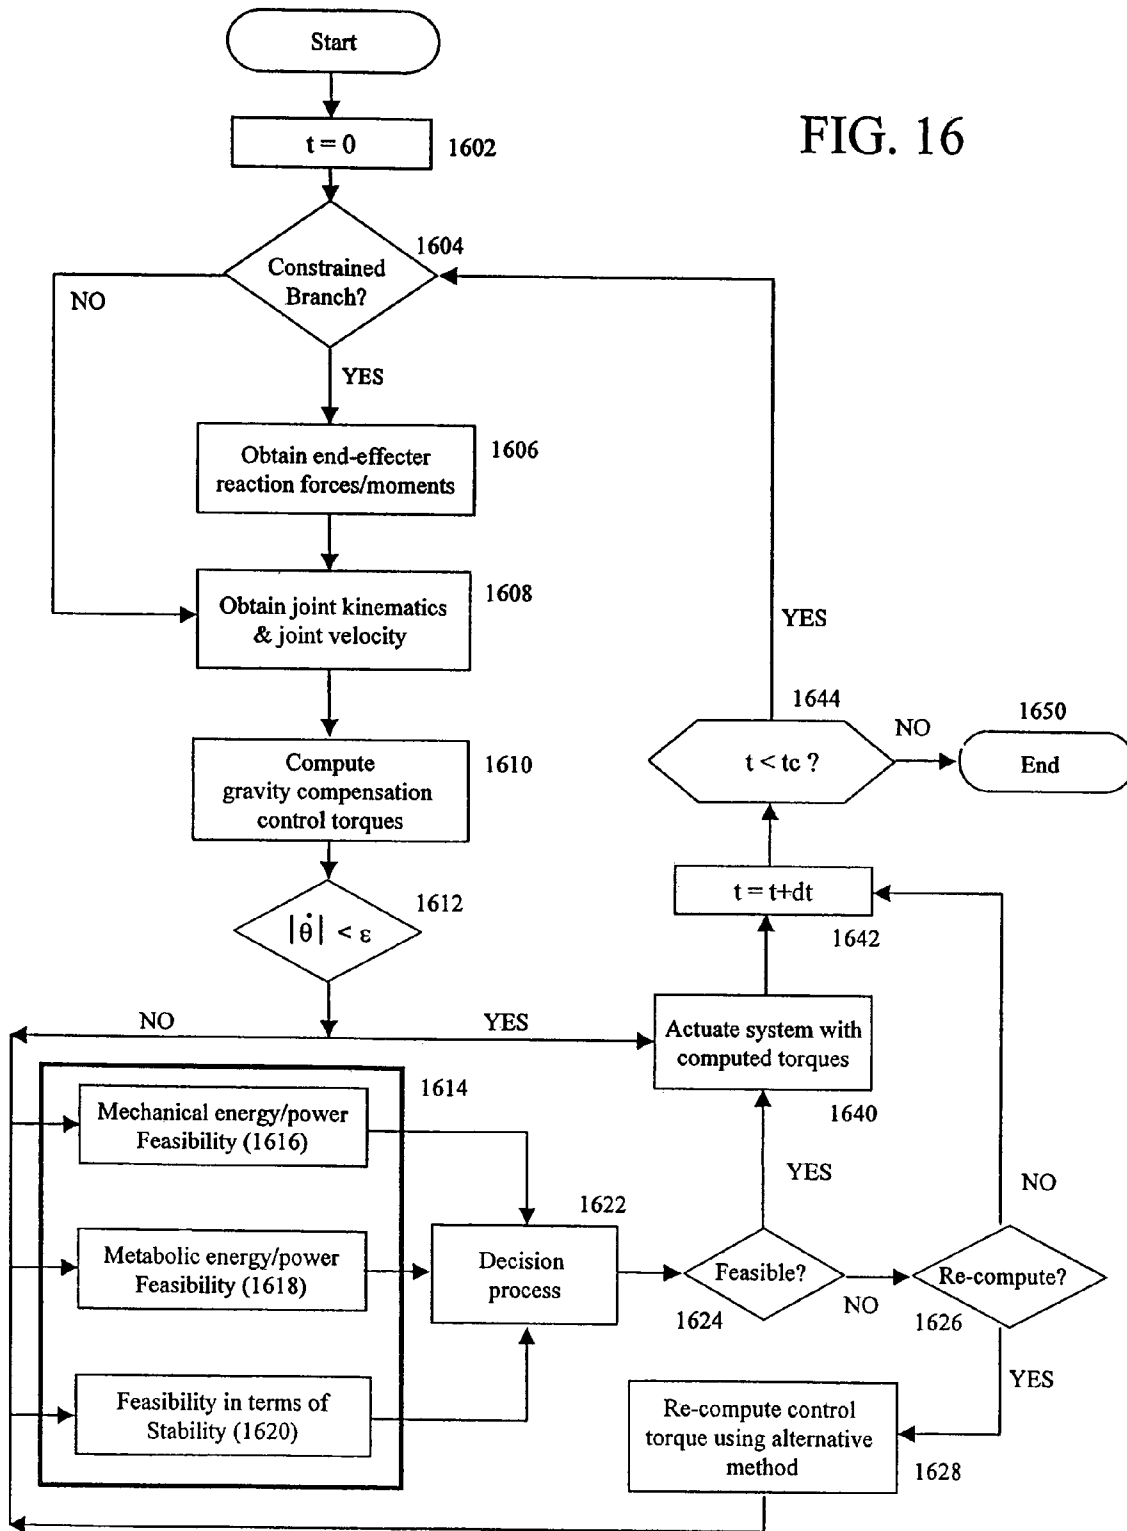 Start
FIG. 16
t = 0
1602
1604
Constrained
Branch?
NO
YES
Obtain end-effecter
reaction forces/moments
1606
Obtain joint kinematics
& joint velocity
1608
YES
1644
t < tc ?
NO
1650
End
Compute
gravity compensation
control torques
1610
t = t+dt
1642
|θ̇| < ε
1612
NO
YES
Actuate system with
computed torques
1640
1614
Mechanical energy/power
Feasibility (1616)
YES
NO
1622
Metabolic energy/power
Feasibility (1618)
Decision
process
Feasible?
1624
NO
Re-compute?
1626
YES
Feasibility in terms of
Stability (1620)
Re-compute control
torque using alternative
method
1628